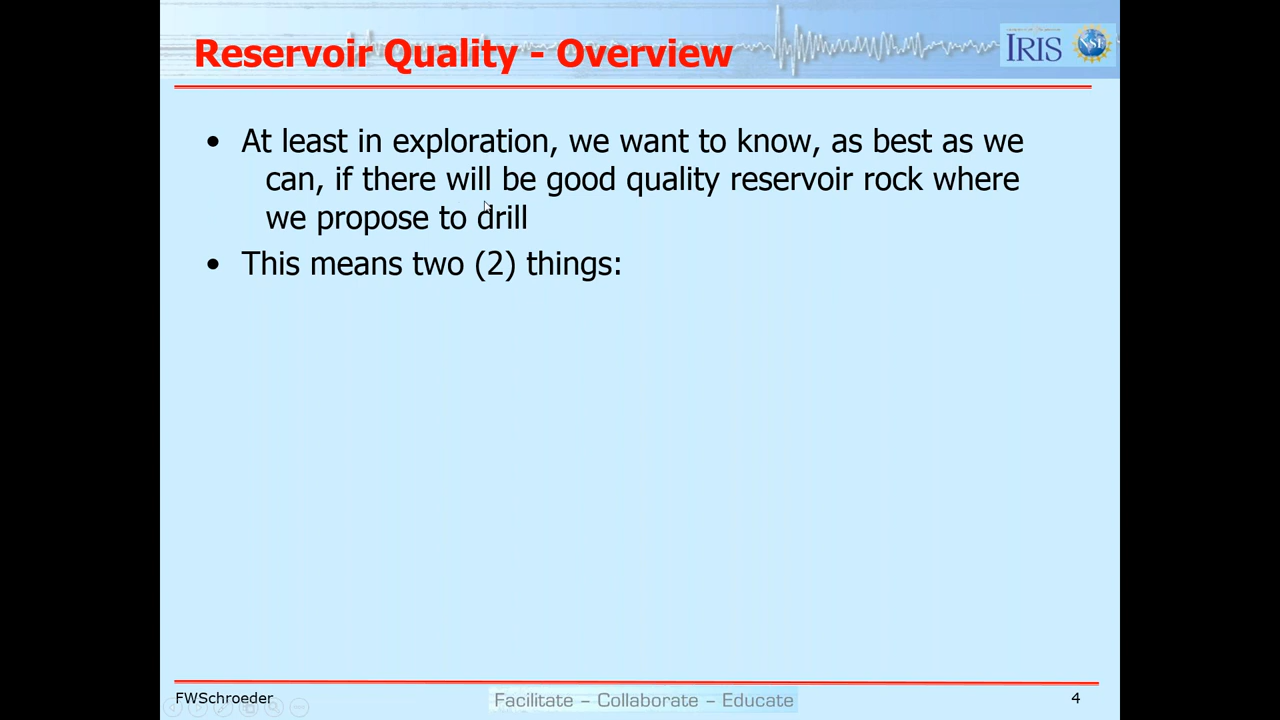 Reservoir Quality - Overview
IRIS
NSF
• At least in exploration, we want to know, as best as we
can, if there will be good quality reservoir rock where
we propose to drill
• This means two (2) things:
FWSchroeder
Facilitate – Collaborate – Educate
4